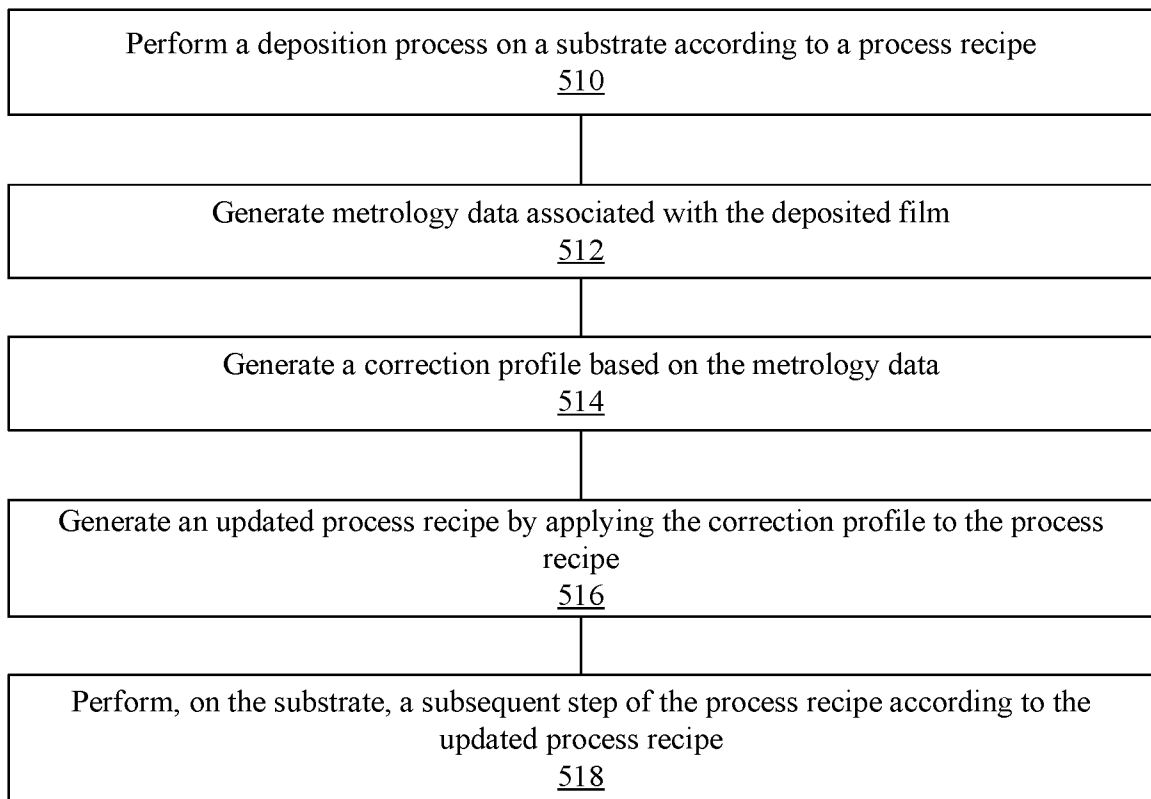 Perform a deposition process on a substrate according to a process recipe
510
Generate metrology data associated with the deposited film
512
Generate a correction profile based on the metrology data
514
Generate an updated process recipe by applying the correction profile to the process
recipe
516
Perform, on the substrate, a subsequent step of the process recipe according to the
updated process recipe
518